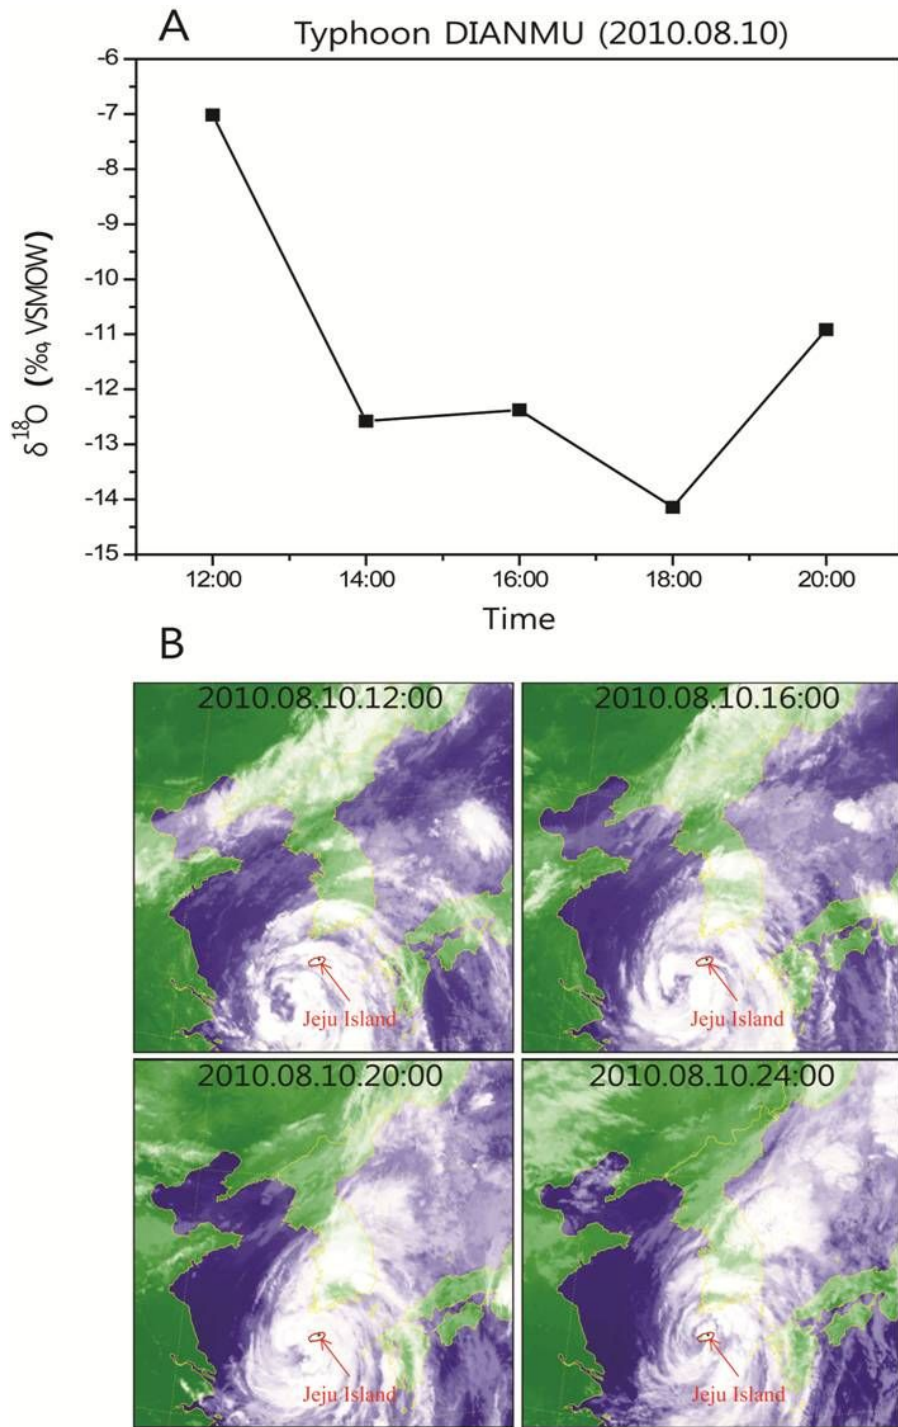 A
Typhoon DIANMU (2010.08.10)
-6
-7
-8
-9
-10
-11
-12
-13
-14
-15
δ18O (‰, VSMOW)
12:00 14:00 16:00 18:00 20:00
Time
B
2010.08.10.12:00
Jeju Island
2010.08.10.16:00
Jeju Island
2010.08.10.20:00
Jeju Island
2010.08.10.24:00
Jeju Island